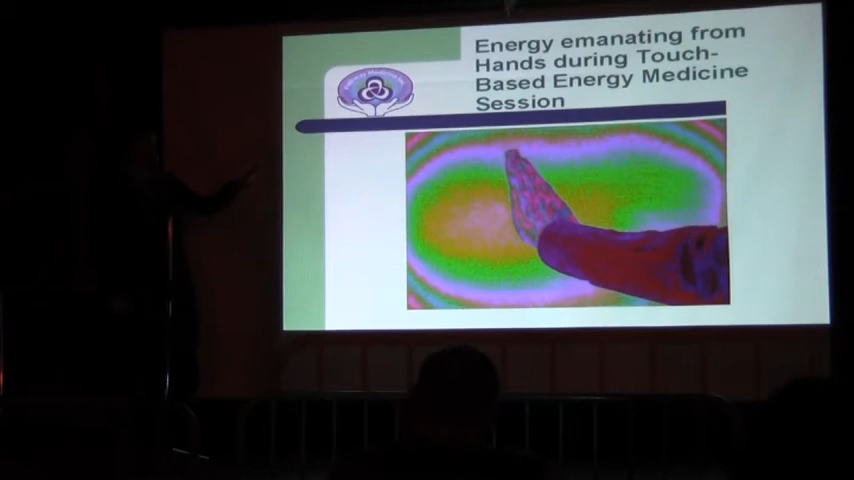 Energy emanating from
Hands during Touch-
Based Energy Medicine
Session